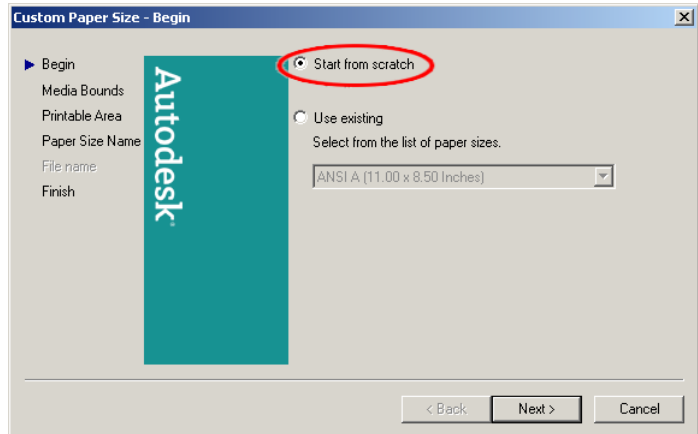 Custom Paper Size - Begin
Begin
Media Bounds
Printable Area
Paper Size Name
File name
Finish
Autodesk
Start from scratch
Use existing
Select from the list of paper sizes.
ANSI A (11.00 x 8.50 Inches)
< Back
Next >
Cancel